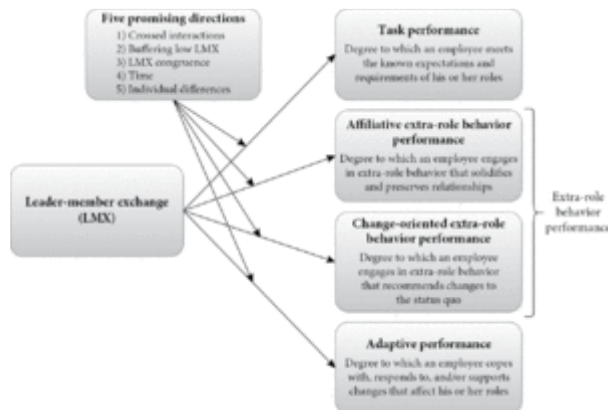 Five promising directions
1) Crossed interactions
2) Buffering low LMX
3) LMX congruence
4) Time
5) Individual differences
Leader-member exchange
(LMX)
Task performance
Degree to which an employee meets
the known expectations and
requirements of his or her roles
Affiliative extra-role behavior
performance
Degree to which an employee engages
in extra-role behavior that solidifies
and preserves relationships
Change-oriented extra-role
behavior performance
Degree to which an employee
engages in extra-role behavior
that recommends changes to
the status quo
Adaptive performance
Degree to which an employee copes
with, responds to, and/or supports
changes that affect his or her roles
Extra-role
behavior
performance